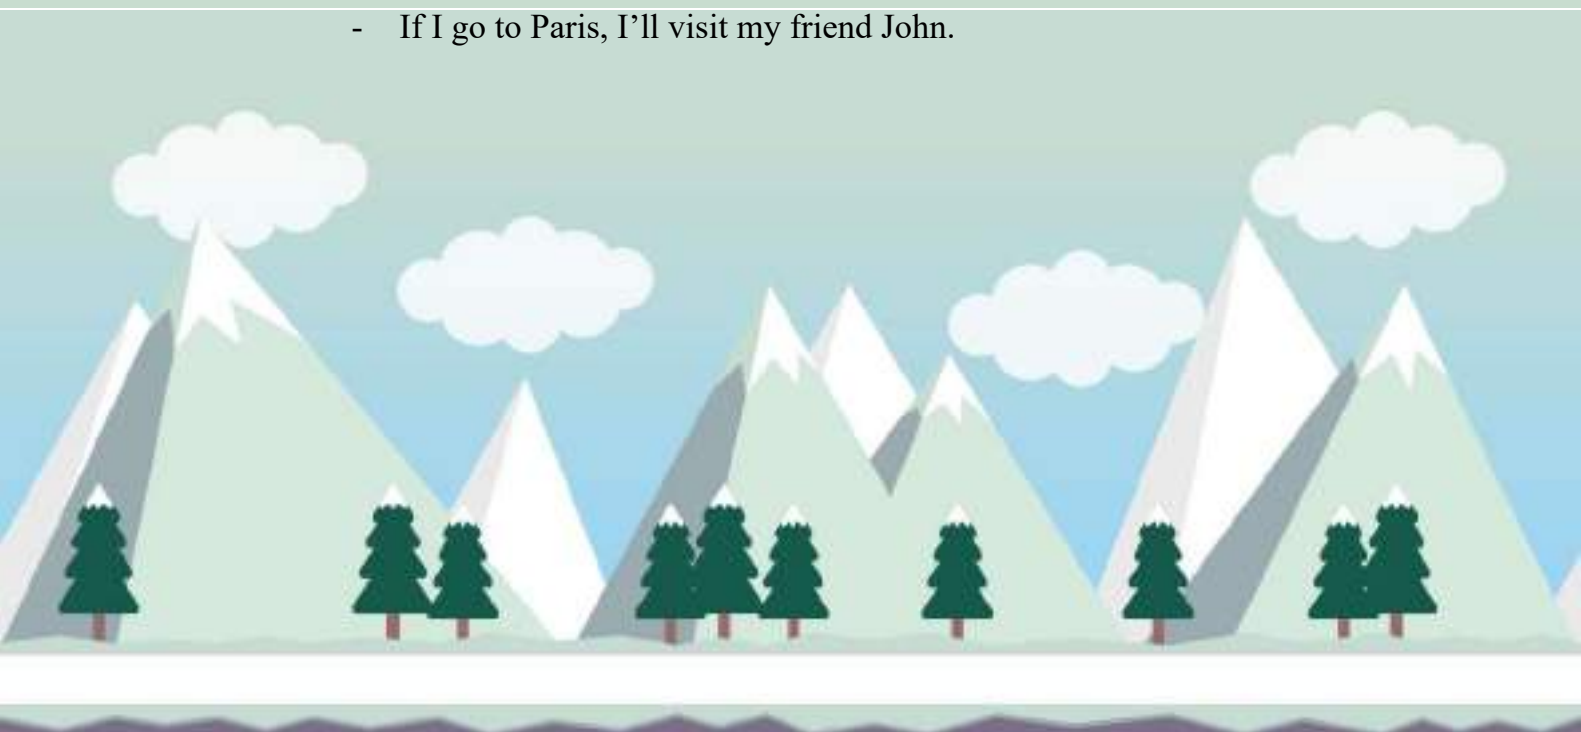 - If I go to Paris, I’ll visit my friend John.